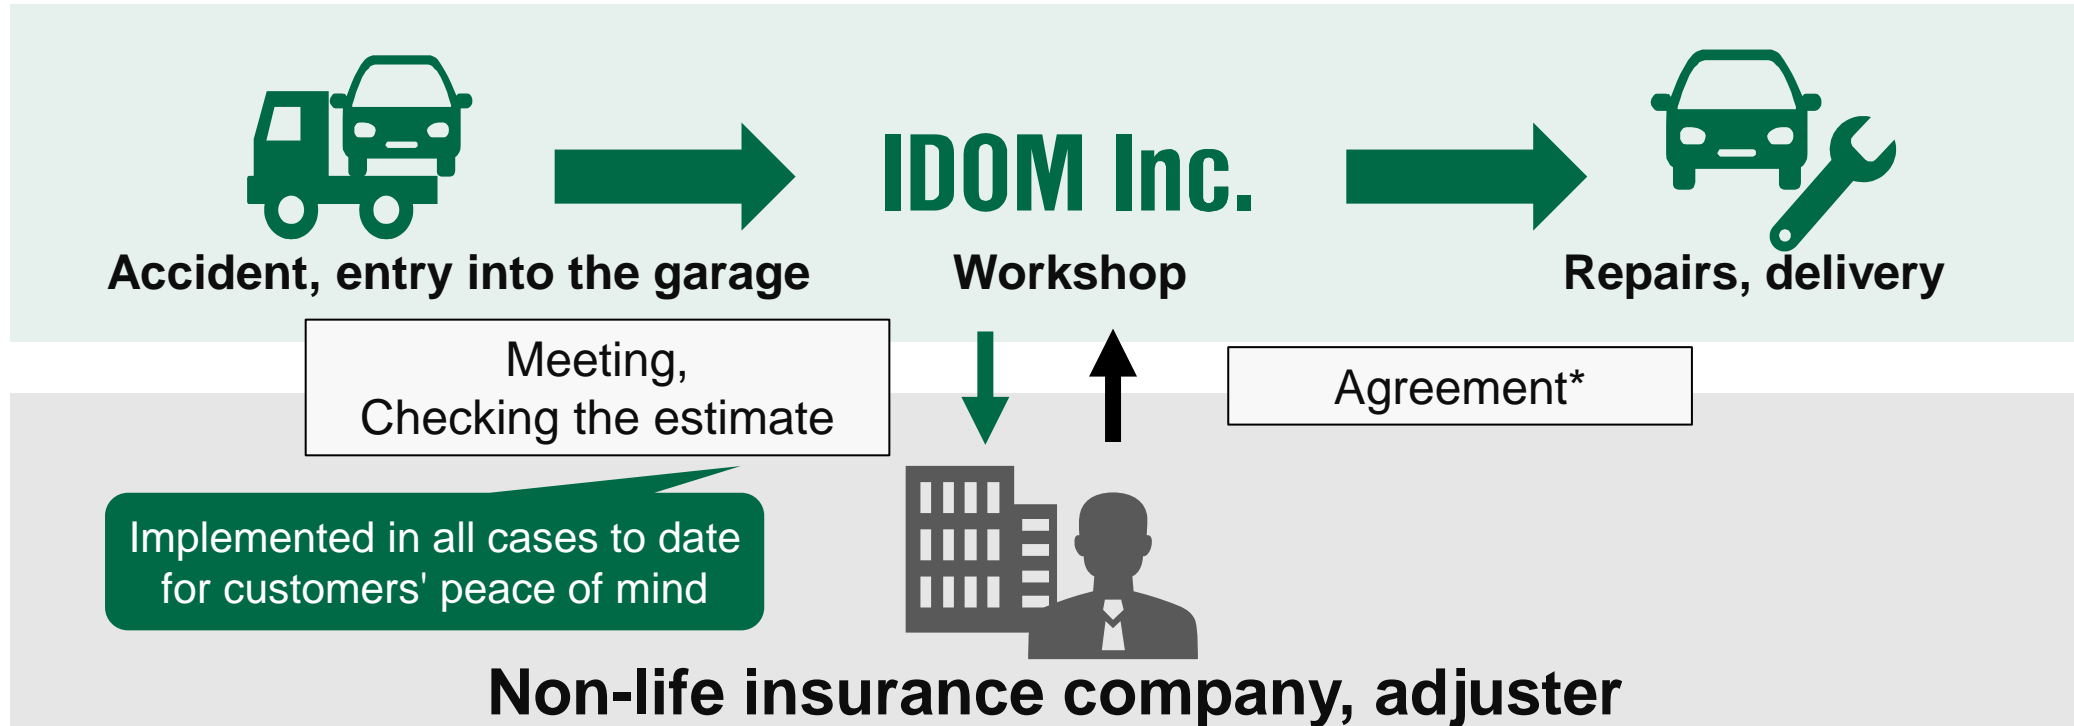 IDOM Inc.
Accident, entry into the garage
Workshop
Repairs, delivery
Meeting,
Checking the estimate
Agreement*
Implemented in all cases to date
for customers' peace of mind
Non-life insurance company, adjuster